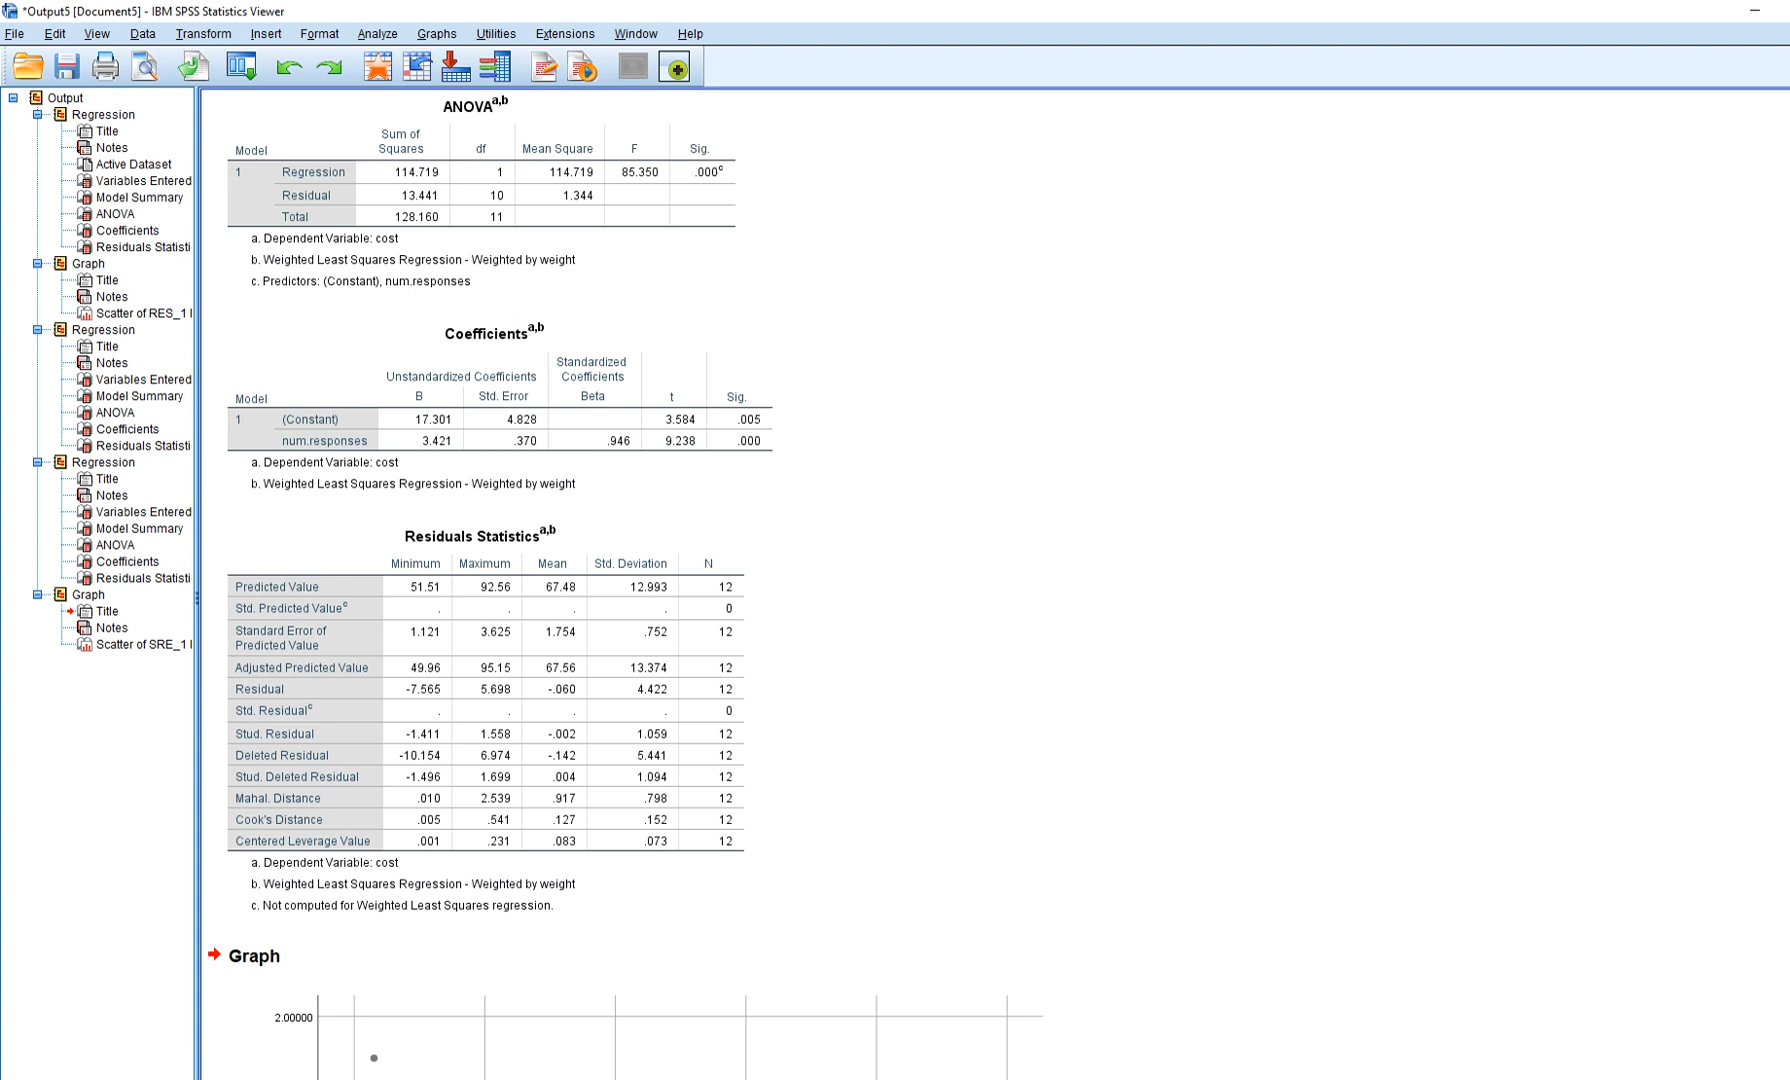 *Output5 [Document5] - IBM SPSS Statistics Viewer
File Edit View Data Transform Insert Format Analyze Graphs Utilities Extensions Window Help
Output
Regression
Title
Notes
Active Dataset
Variables Entered
Model Summary
ANOVA
Coefficients
Residuals Statisti
Graph
Title
Notes
Scatter of RES_1 l
Regression
Title
Notes
Variables Entered
Model Summary
ANOVA
Coefficients
Residuals Statisti
Regression
Title
Notes
Variables Entered
Model Summary
ANOVA
Coefficients
Residuals Statisti
Graph
Title
Notes
Scatter of SRE_1 l
ANOVAa,b
Model Sum of Squares df Mean Square F Sig.
1 Regression 114.719 1 114.719 85.350 .000c
Residual 13.441 10 1.344
Total 128.160 11
a. Dependent Variable: cost
b. Weighted Least Squares Regression - Weighted by weight
c. Predictors: (Constant), num.responses
Coefficientsa,b
Unstandardized Coefficients Standardized Coefficients
Model B Std. Error Beta t Sig.
1 (Constant) 17.301 4.828 3.584 .005
num.responses 3.421 .370 .946 9.238 .000
a. Dependent Variable: cost
b. Weighted Least Squares Regression - Weighted by weight
Residuals Statisticsa,b
Minimum Maximum Mean Std. Deviation N
Predicted Value 51.51 92.56 67.48 12.993 12
Std. Predicted Valuec . . . . 0
Standard Error of Predicted Value 1.121 3.625 1.754 .752 12
Adjusted Predicted Value 49.96 95.15 67.56 13.374 12
Residual -7.565 5.698 -.060 4.422 12
Std. Residualc . . . . 0
Stud. Residual -1.411 1.558 -.002 1.059 12
Deleted Residual -10.154 6.974 -.142 5.441 12
Stud. Deleted Residual -1.496 1.699 .004 1.094 12
Mahal. Distance .010 2.539 .917 .798 12
Cook's Distance .005 .541 .127 .152 12
Centered Leverage Value .001 .231 .083 .073 12
a. Dependent Variable: cost
b. Weighted Least Squares Regression - Weighted by weight
c. Not computed for Weighted Least Squares regression.
Graph
2.00000